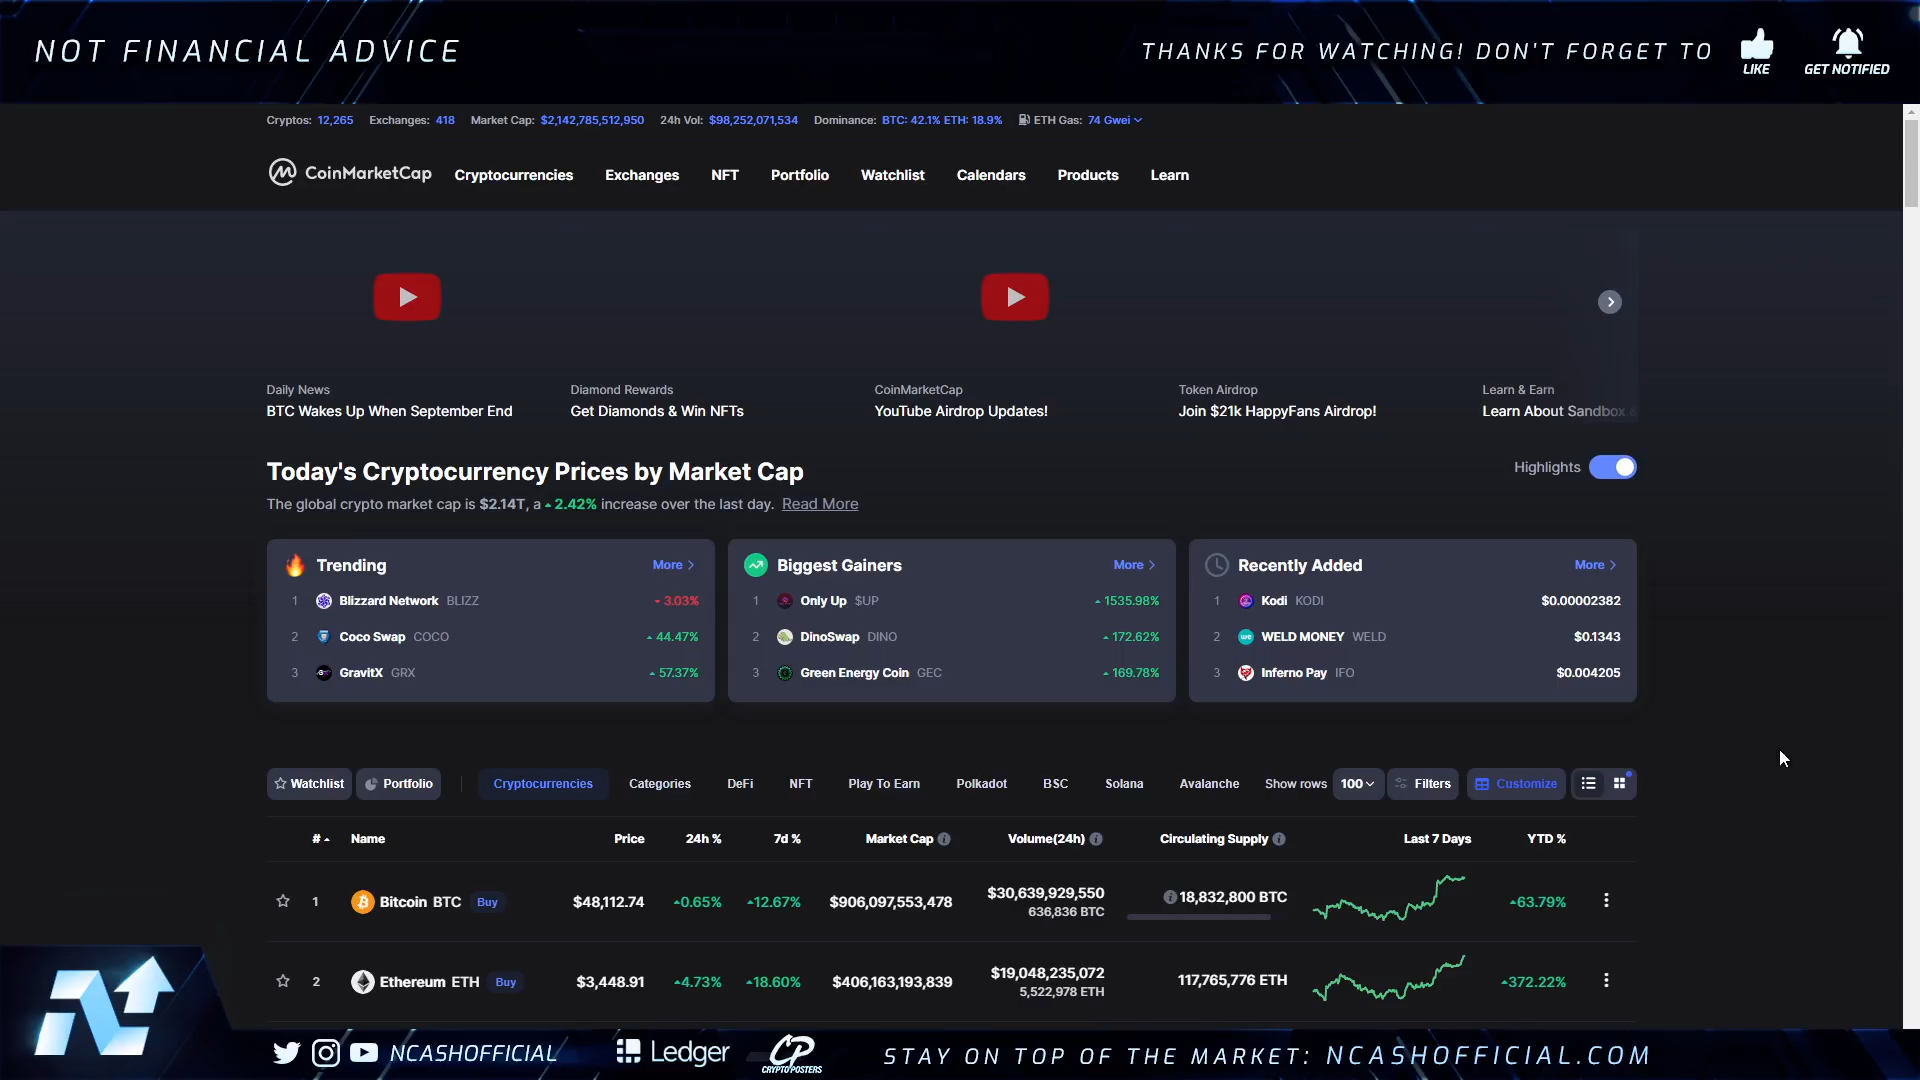 NOT FINANCIAL ADVICE
THANKS FOR WATCHING! DON'T FORGET TO
LIKE
GET NOTIFIED
Cryptos: 12,265 Exchanges: 418 Market Cap: $2,142,785,512,950 24h Vol: $98,252,071,534 Dominance: BTC: 42.1% ETH: 18.9% ETH Gas: 74 Gwei
CoinMarketCap Cryptocurrencies Exchanges NFT Portfolio Watchlist Calendars Products Learn
Daily News
BTC Wakes Up When September End
Diamond Rewards
Get Diamonds & Win NFTs
CoinMarketCap
YouTube Airdrop Updates!
Token Airdrop
Join $21k HappyFans Airdrop!
Learn & Earn
Learn About Sandbox &
Today's Cryptocurrency Prices by Market Cap
Highlights
The global crypto market cap is $2.14T, a 2.42% increase over the last day. Read More
Trending More
1 Blizzard Network BLIZZ 3.03%
2 Coco Swap COCO 44.47%
3 GravitX GRX 57.37%
Biggest Gainers More
1 Only Up $UP 1535.98%
2 DinoSwap DINO 172.62%
3 Green Energy Coin GEC 169.78%
Recently Added More
1 Kodi KODI $0.00002382
2 WELD MONEY WELD $0.1343
3 Inferno Pay IFO $0.004205
Watchlist Portfolio Cryptocurrencies Categories DeFi NFT Play To Earn Polkadot BSC Solana Avalanche Show rows 100 Filters Customize
# Name Price 24h % 7d % Market Cap Volume(24h) Circulating Supply Last 7 Days YTD %
1 Bitcoin BTC Buy $48,112.74 0.65% 12.67% $906,097,553,478 $30,639,929,550 18,832,800 BTC 63.79%
636,836 BTC
2 Ethereum ETH Buy $3,448.91 4.73% 18.60% $406,163,193,839 $19,048,235,072 117,765,776 ETH 372.22%
5,522,978 ETH
NCASHOFFICIAL
Ledger
CP
CRYPTOPOSTERS
STAY ON TOP OF THE MARKET: NCASHOFFICIAL.COM